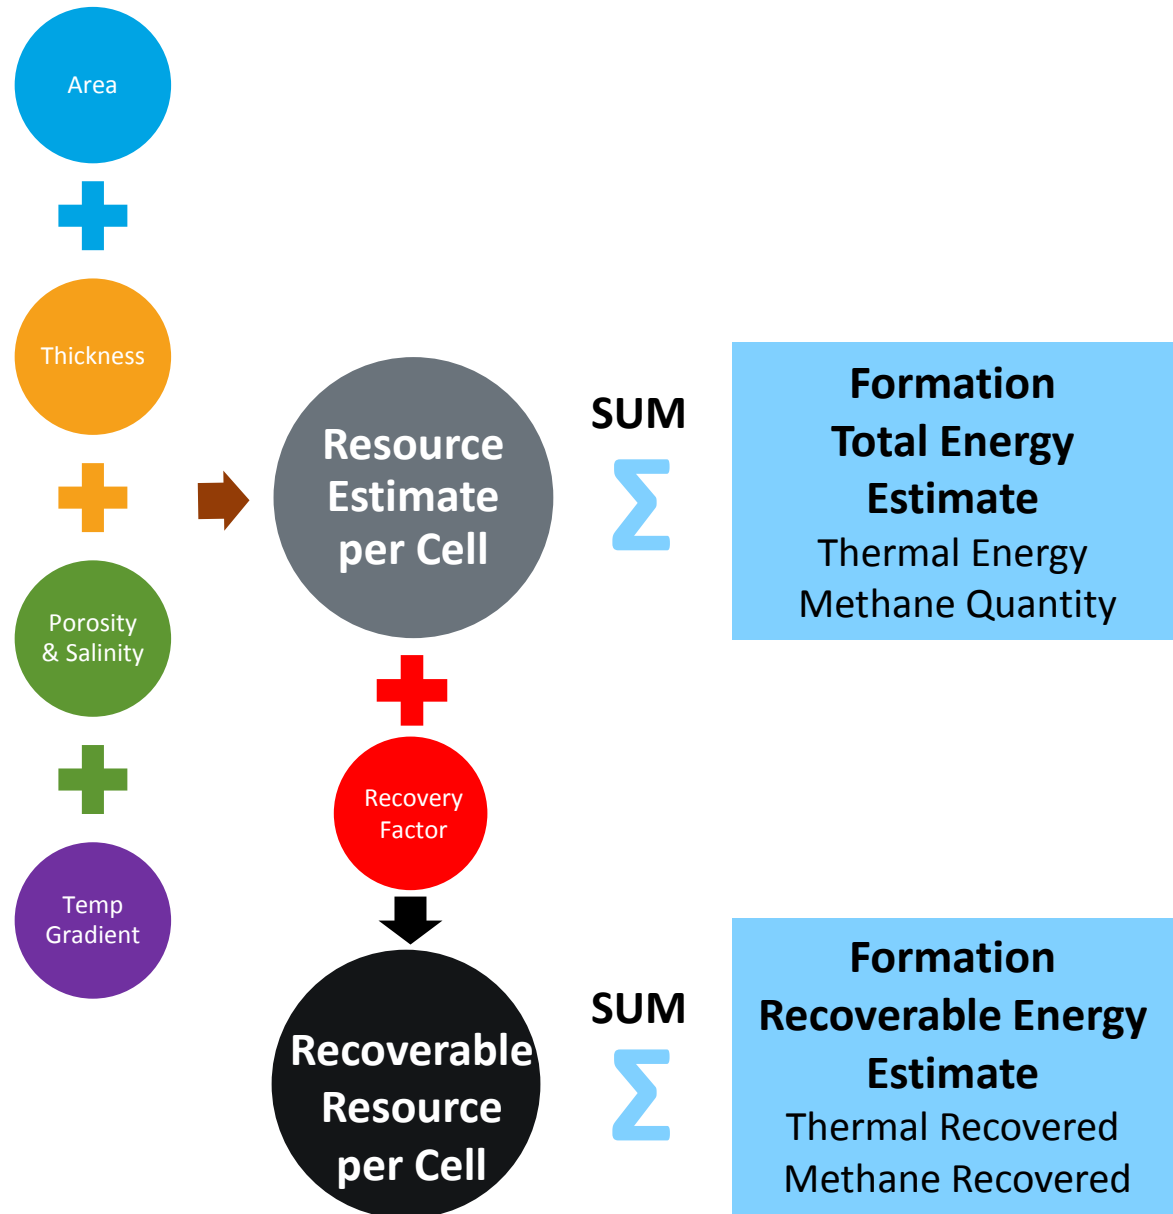 Area
Thickness
Porosity
& Salinity
Temp
Gradient
Resource
Estimate
per Cell
SUM
Σ
Formation
Total Energy
Estimate
Thermal Energy
Methane Quantity
Recovery
Factor
Recoverable
Resource
per Cell
SUM
Σ
Formation
Recoverable Energy
Estimate
Thermal Recovered
Methane Recovered